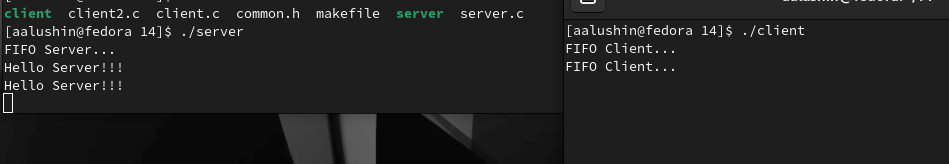 client client2.c client.c common.h makefile server server.c
[aalushin@fedora 14]$ ./server
FIFO Server...
Hello Server!!!
Hello Server!!!
[aalushin@fedora 14]$ ./client
FIFO Client...
FIFO Client...